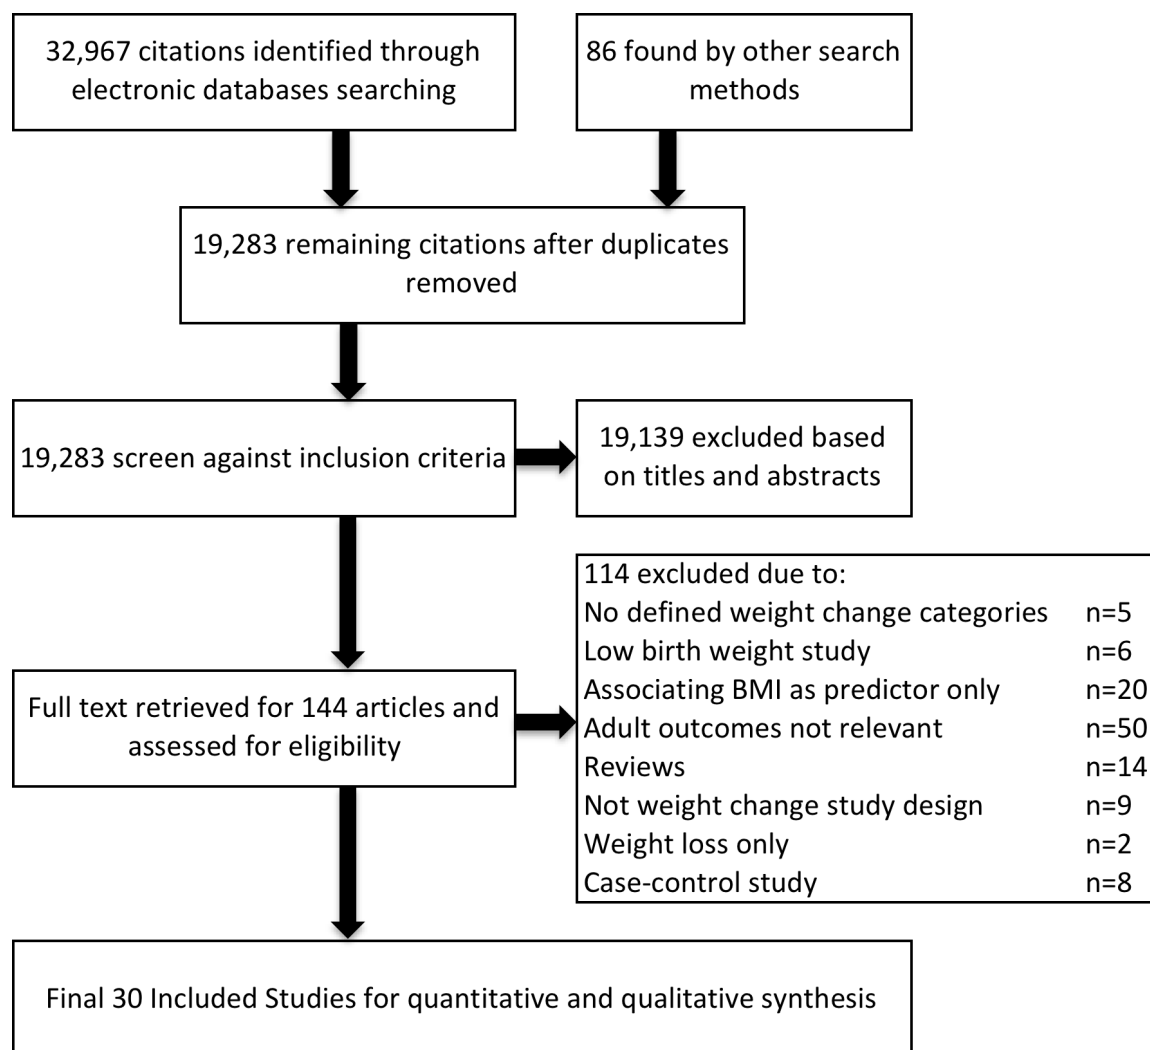 32,967 citations identified through
electronic databases searching
86 found by other search
methods
19,283 remaining citations after duplicates
removed
19,283 screen against inclusion criteria
19,139 excluded based
on titles and abstracts
Full text retrieved for 144 articles and
assessed for eligibility
114 excluded due to:
No defined weight change categories n=5
Low birth weight study n=6
Associating BMI as predictor only n=20
Adult outcomes not relevant n=50
Reviews n=14
Not weight change study design n=9
Weight loss only n=2
Case-control study n=8
Final 30 Included Studies for quantitative and qualitative synthesis